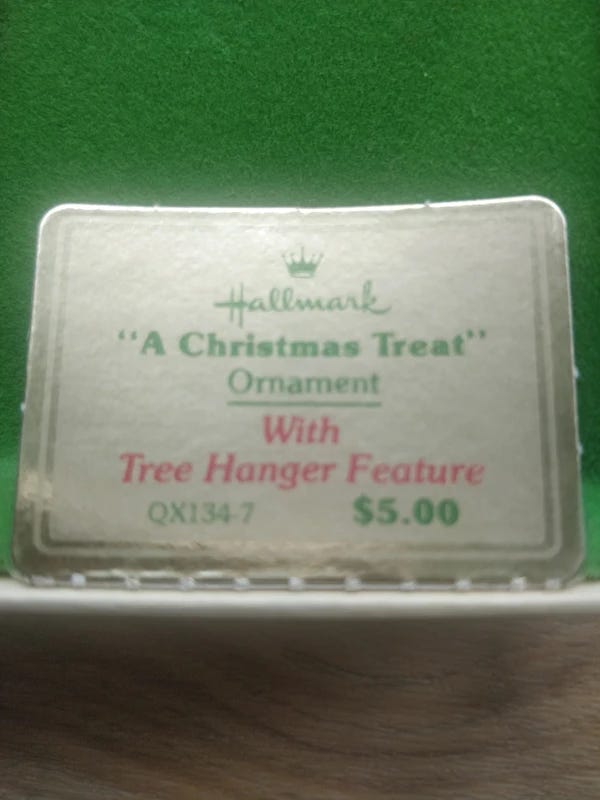 Hallmark
"A Christmas Treat"
Ornament
With
Tree Hanger Feature
QX134-7 $5.00